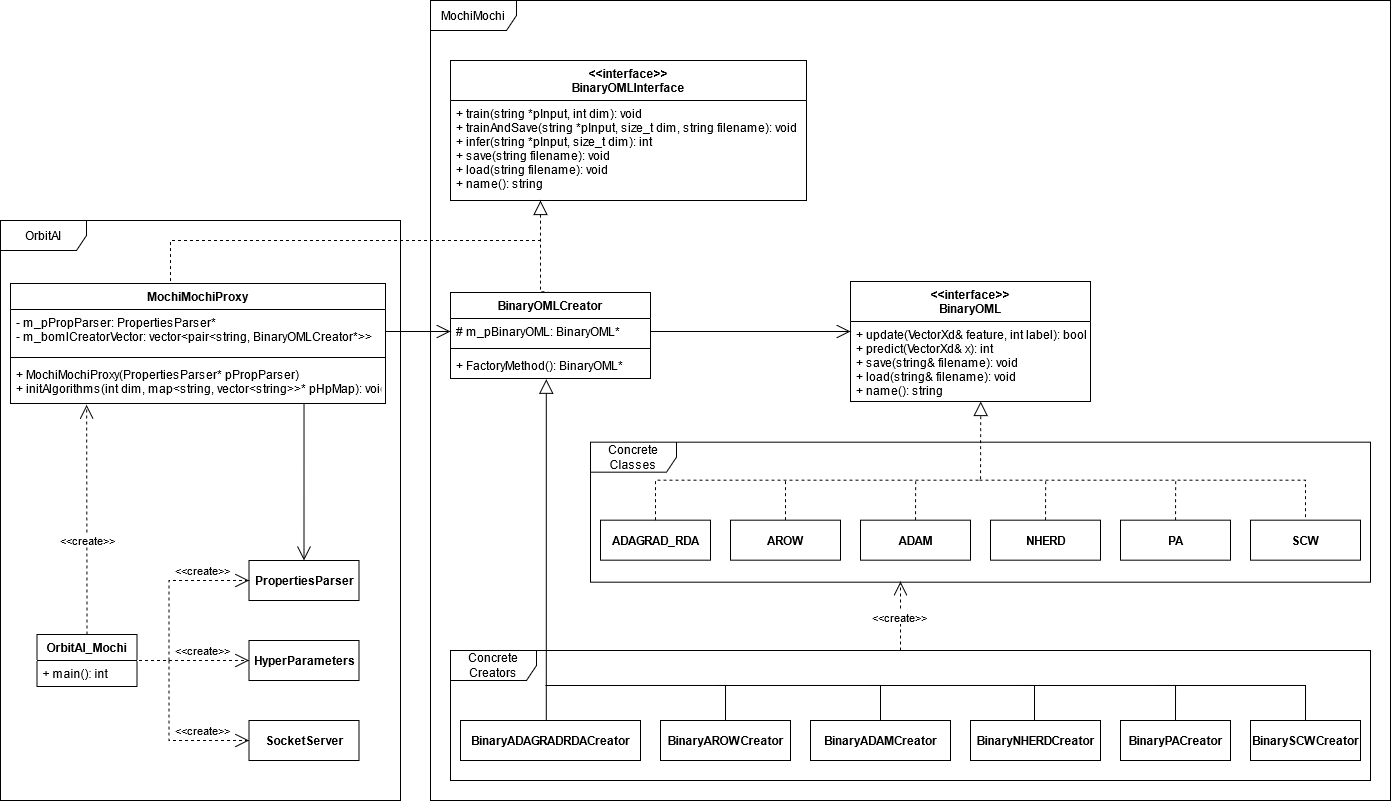 MochiMochi
<<interface>>
BinaryOMLInterface
+ train(string *pInput, int dim): void
+ trainAndSave(string *pInput, size_t dim, string filename): void
+ infer(string *pInput, size_t dim): int
+ save(string filename): void
+ load(string filename): void
+ name(): string
OrbitAI
MochiMochiProxy
- m_pPropParser: PropertiesParser*
- m_bomlCreatorVector: vector<pair<string, BinaryOMLCreator*>>
+ MochiMochiProxy(PropertiesParser* pPropParser)
+ initAlgorithms(int dim, map<string, vector<string>>* pHpMap): voi
BinaryOMLCreator
# m_pBinaryOML: BinaryOML*
+ FactoryMethod(): BinaryOML*
<<interface>>
BinaryOML
+ update(VectorXd& feature, int label): bool
+ predict(VectorXd& x): int
+ save(string& filename): void
+ load(string& filename): void
+ name(): string
Concrete
Classes
ADAGRAD_RDA
AROW
ADAM
NHERD
PA
SCW
<<create>>
<<create>>
<<create>>
PropertiesParser
OrbitAI_Mochi
+ main(): int
<<create>>
HyperParameters
<<create>>
SocketServer
Concrete
Creators
BinaryADAGRADRDACreator
BinaryAROWCreator
BinaryADAMCreator
BinaryNHERDCreator
BinaryPACreator
BinarySCWCreator